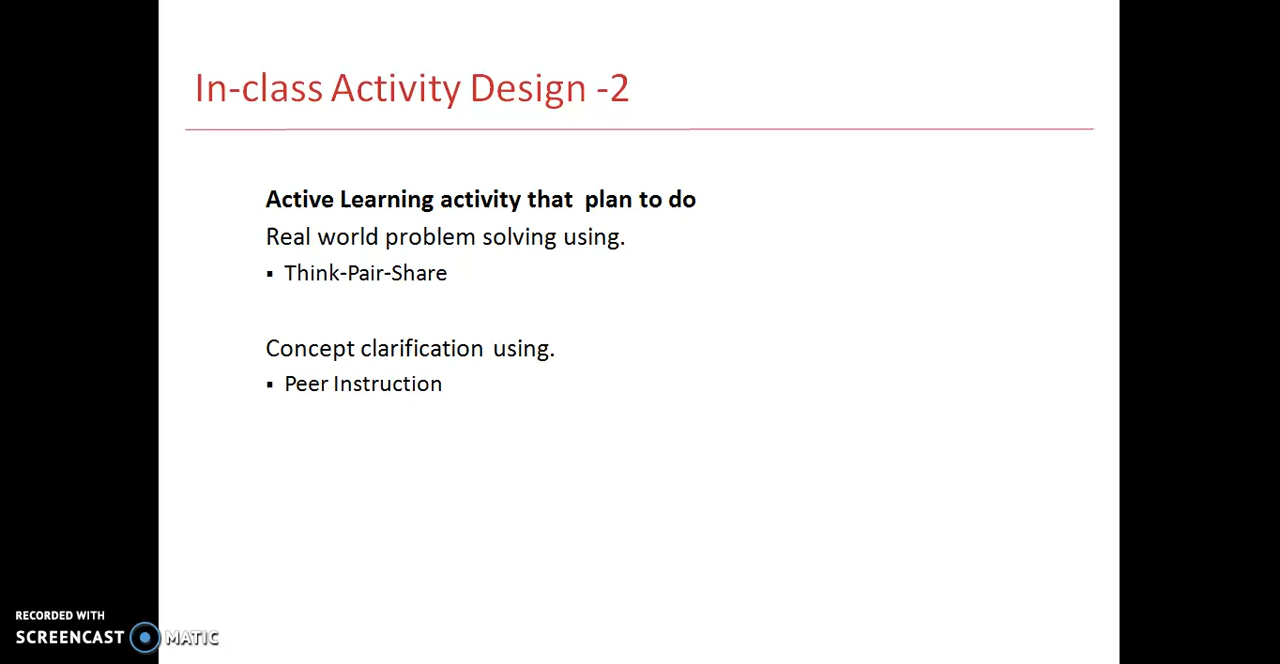 In-class Activity Design -2
Active Learning activity that plan to do
Real world problem solving using.
▪ Think-Pair-Share
Concept clarification using.
▪ Peer Instruction
RECORDED WITH
SCREENCAST MATIC